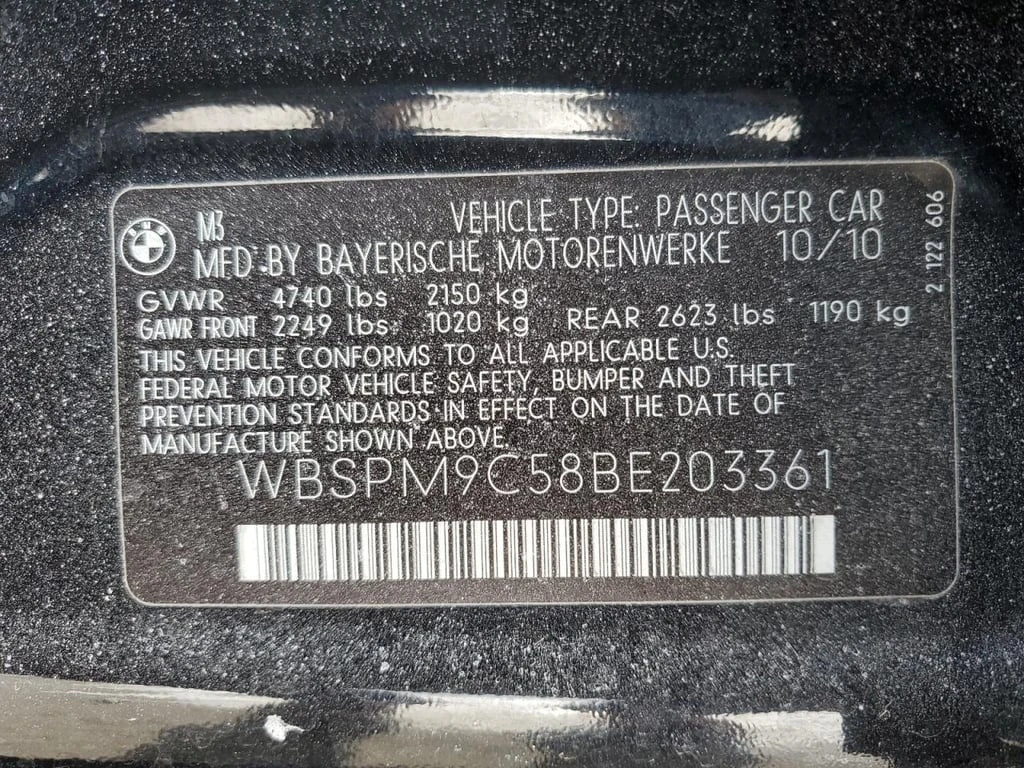 M3 VEHICLE TYPE: PASSENGER CAR
MFD BY BAYERISCHE MOTORENWERKE 10/10
GVWR 4740 lbs 2150 kg
GAWR FRONT 2249 lbs: 1020 kg REAR 2623 lbs 1190 kg
THIS VEHICLE CONFORMS TO ALL APPLICABLE U.S.
FEDERAL MOTOR VEHICLE SAFETY, BUMPER AND THEFT
PREVENTION STANDARDS IN EFFECT ON THE DATE OF
MANUFACTURE SHOWN ABOVE.
WBSPM9C58BE203361
2 122 606
BMW